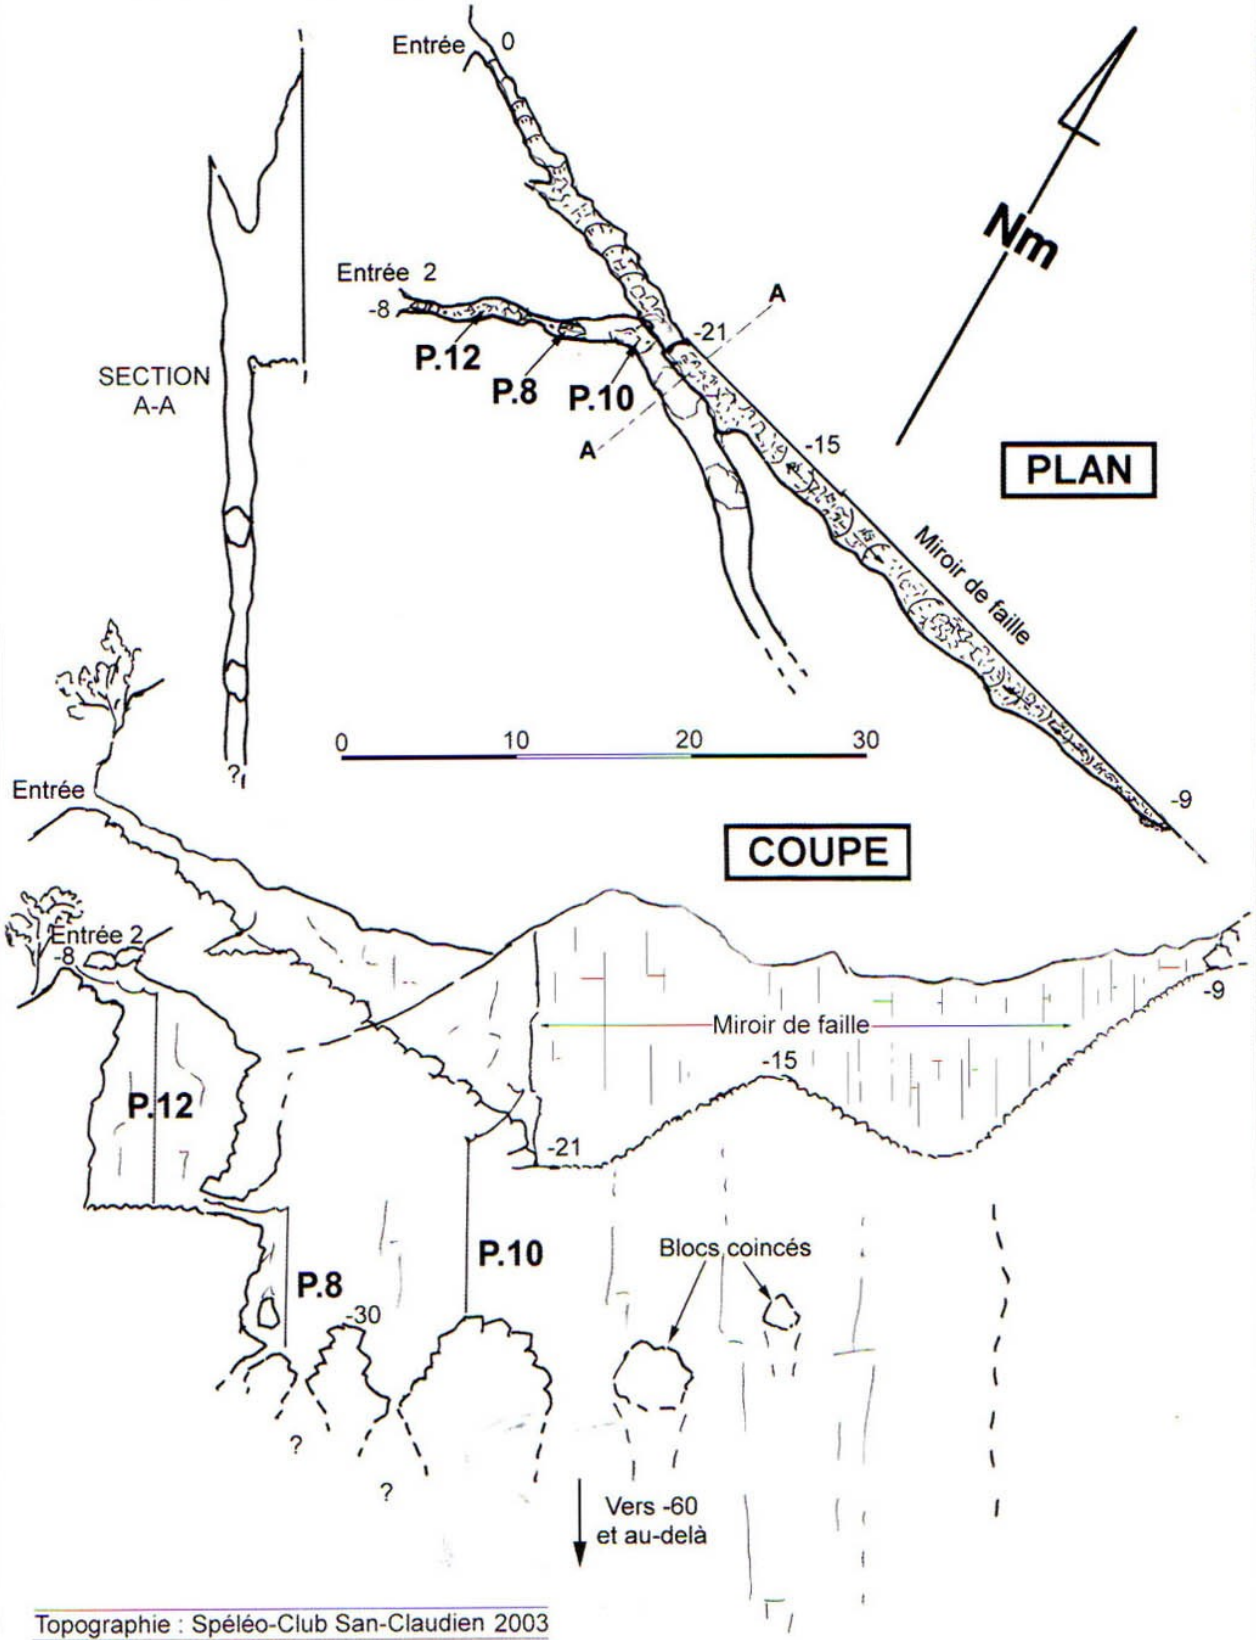 Entrée
0
Nm
Entrée 2
-8
P.12
P.8
P.10
A
-21
A
SECTION
A-A
-15
PLAN
Miroir de faille
-9
0 10 20 30
?
Entrée
COUPE
Entrée 2
-8
-9
Miroir de faille
-15
P.12
-21
P.10
Blocs coincés
P.8
-30
?
?
Vers -60
et au-delà
Topographie : Spéléo-Club San-Claudien 2003